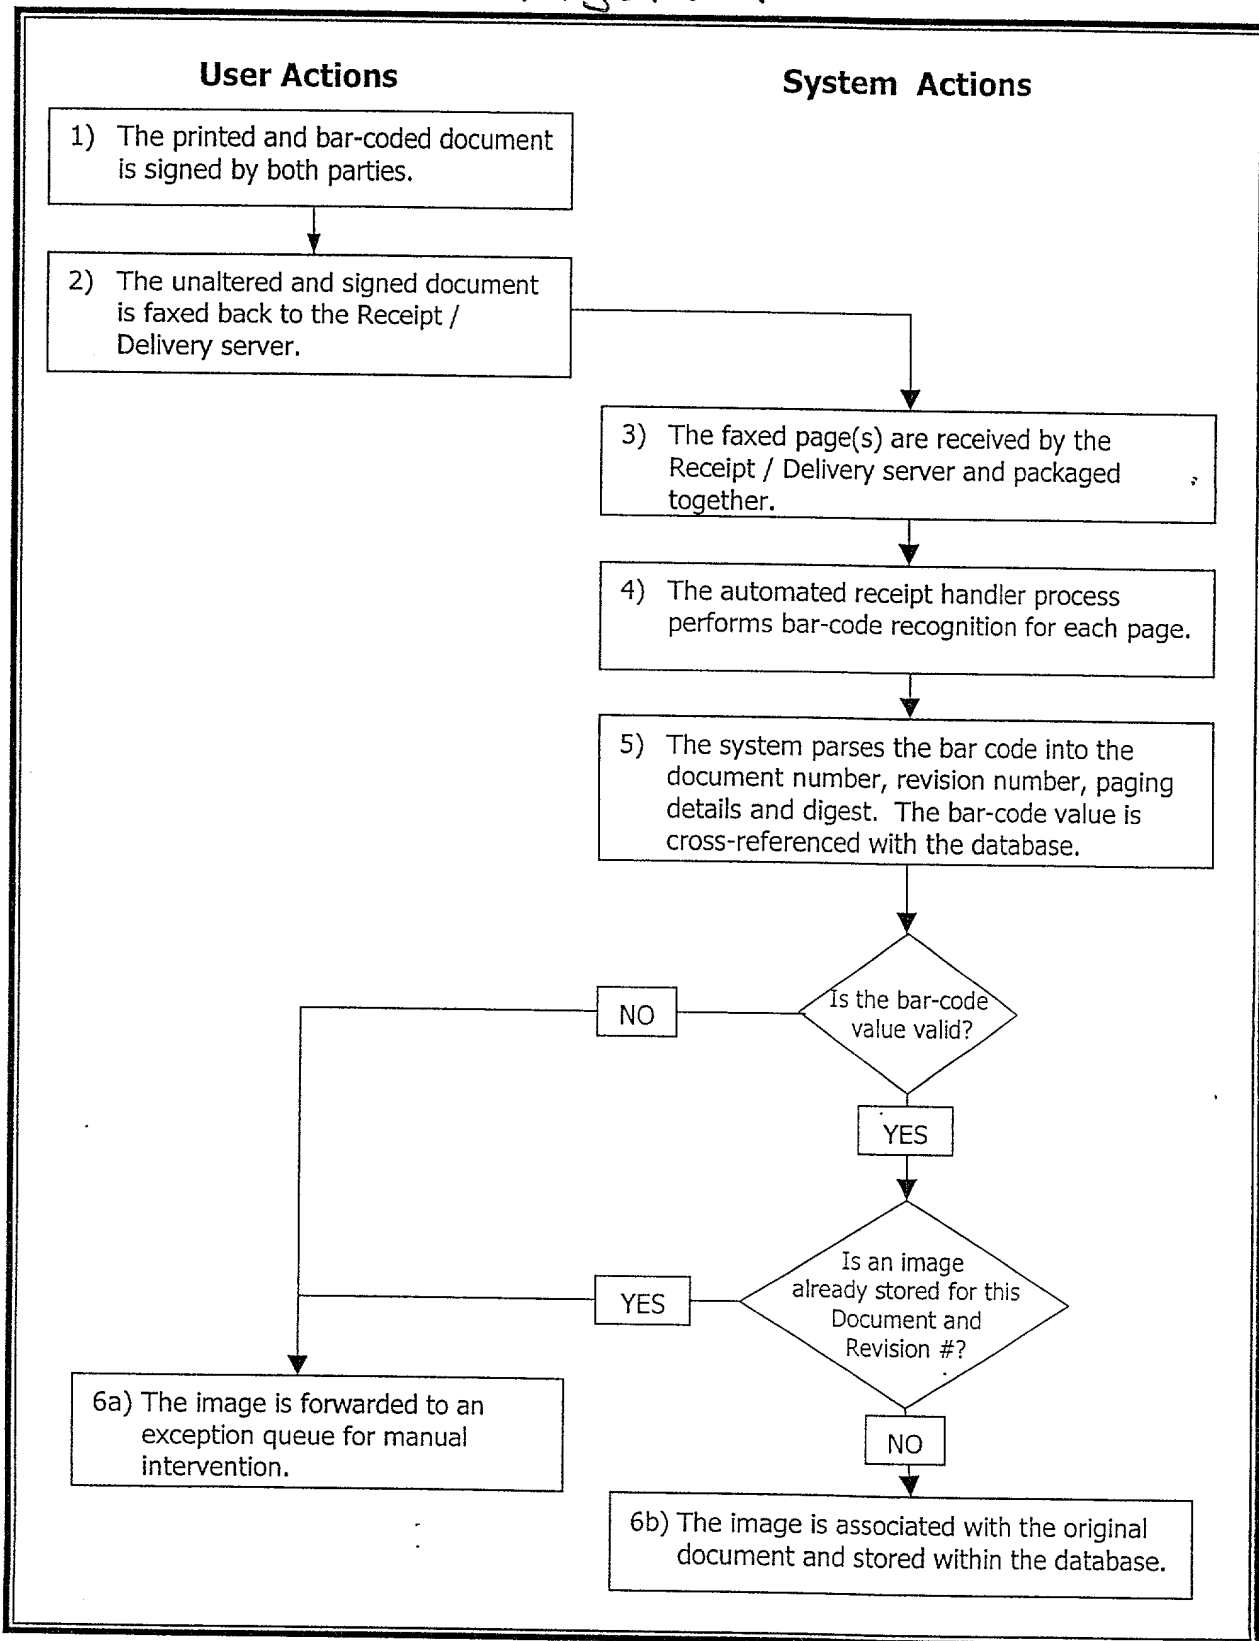 User Actions
System Actions
1) The printed and bar-coded document
is signed by both parties.
2) The unaltered and signed document
is faxed back to the Receipt /
Delivery server.
3) The faxed page(s) are received by the
Receipt / Delivery server and packaged
together.
4) The automated receipt handler process
performs bar-code recognition for each page.
5) The system parses the bar code into the
document number, revision number, paging
details and digest. The bar-code value is
cross-referenced with the database.
Is the bar-code
value valid?
NO
YES
Is an image
already stored for this
Document and
Revision #?
YES
NO
6a) The image is forwarded to an
exception queue for manual
intervention.
6b) The image is associated with the original
document and stored within the database.